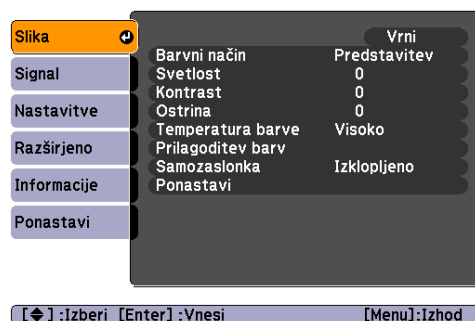 Slika
Signal
Nastavitve
Razširjeno
Informacije
Ponastavi
Vrni
Barvni način Predstavitev
Svetlost 0
Kontrast 0
Ostrina 0
Temperatura barve Visoko
Prilagoditev barv
Samozaslonka Izklopljeno
Ponastavi
[◆] :Izberi [Enter] :Vnesi [Menu]:Izhod